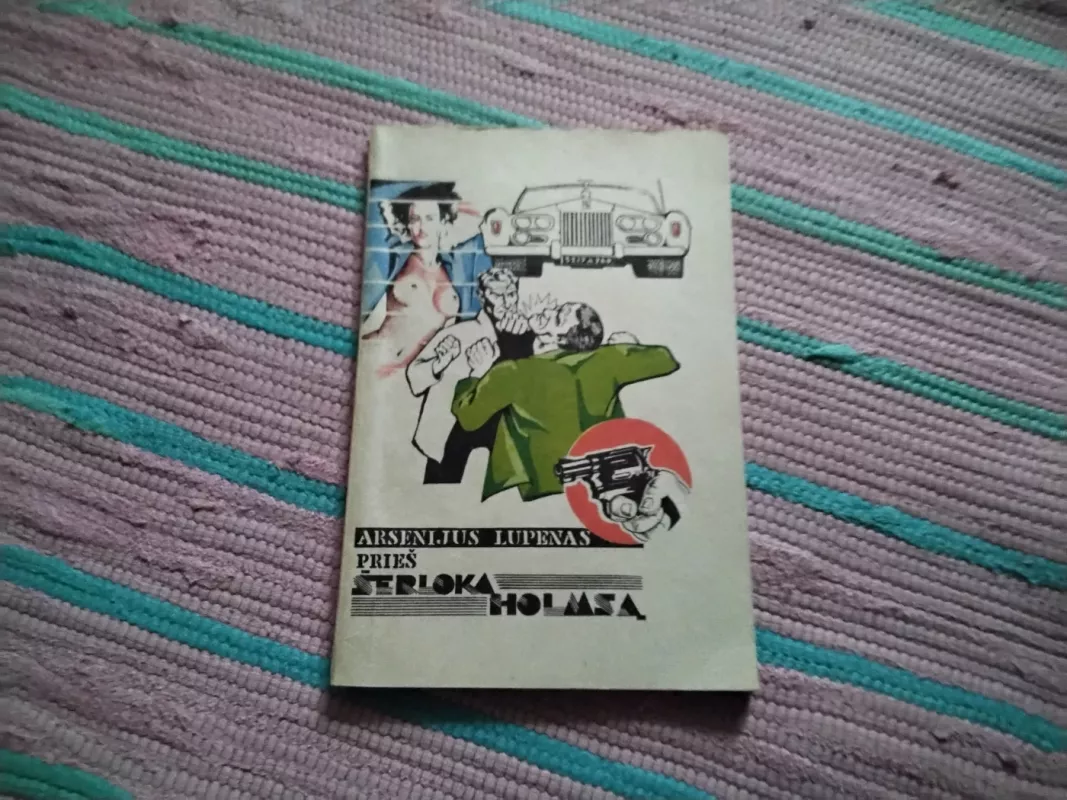 ARSENIJUS LUPENAS
PRIEŠ
ŠERLOKĄ
HOLMSĄ